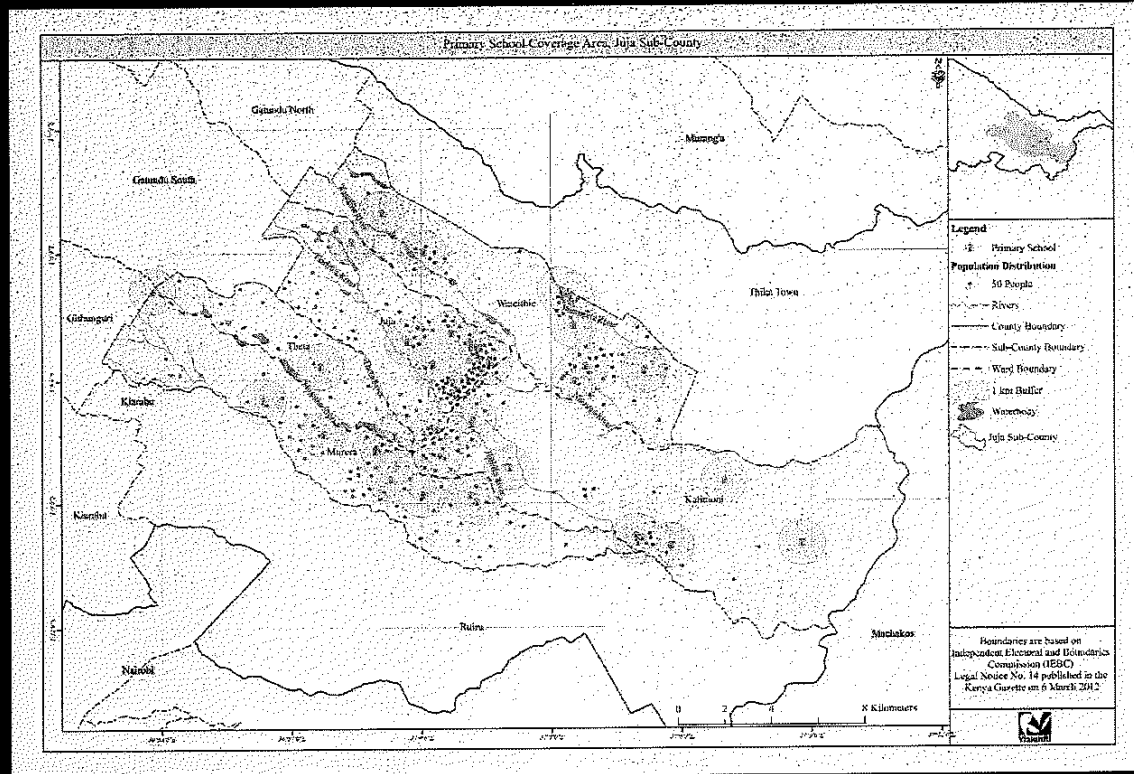 Primary School Coverage Area, Juja Sub-County
Gatundu North
Murang'a
Gatundu South
Thika Town
Witeithie
Githunguri
Juja
Theta
Kiambu
Murera
Kalimoni
Kiambu
Ruiru
Machakos
Nairobi
0 2 4 8 Kilometers
Legend
Primary School
Population Distribution
50 People
Rivers
County Boundary
Sub-County Boundary
Ward Boundary
1 km Buffer
Waterbody
Juja Sub-County
Boundaries are based on
Independent Electoral and Boundaries
Commission (IEBC)
Legal Notice No. 14 published in the
Kenya Gazette on 6 March 2012